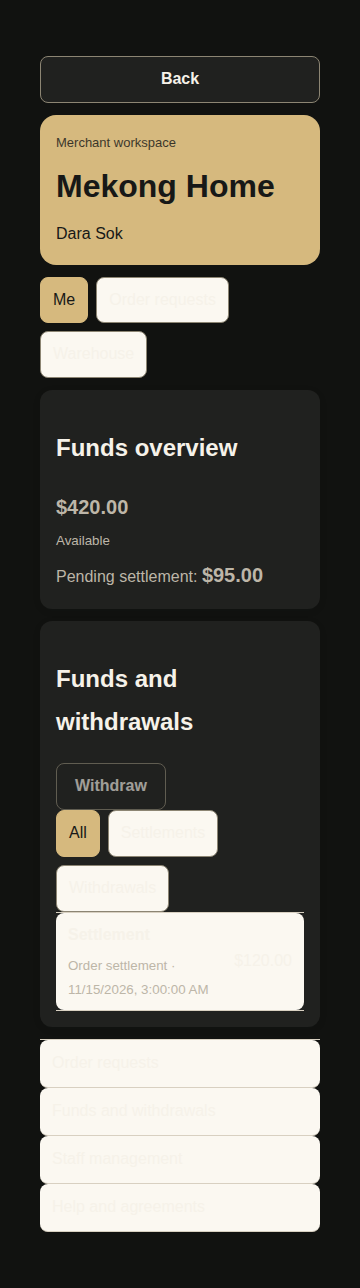 Back
Merchant workspace
Mekong Home
Dara Sok
Me
Order requests
Warehouse
Funds overview
$420.00
Available
Pending settlement: $95.00
Funds and
withdrawals
Withdraw
All
Settlements
Withdrawals
Settlement
Order settlement ·
11/15/2026, 3:00:00 AM
$120.00
Order requests
Funds and withdrawals
Staff management
Help and agreements